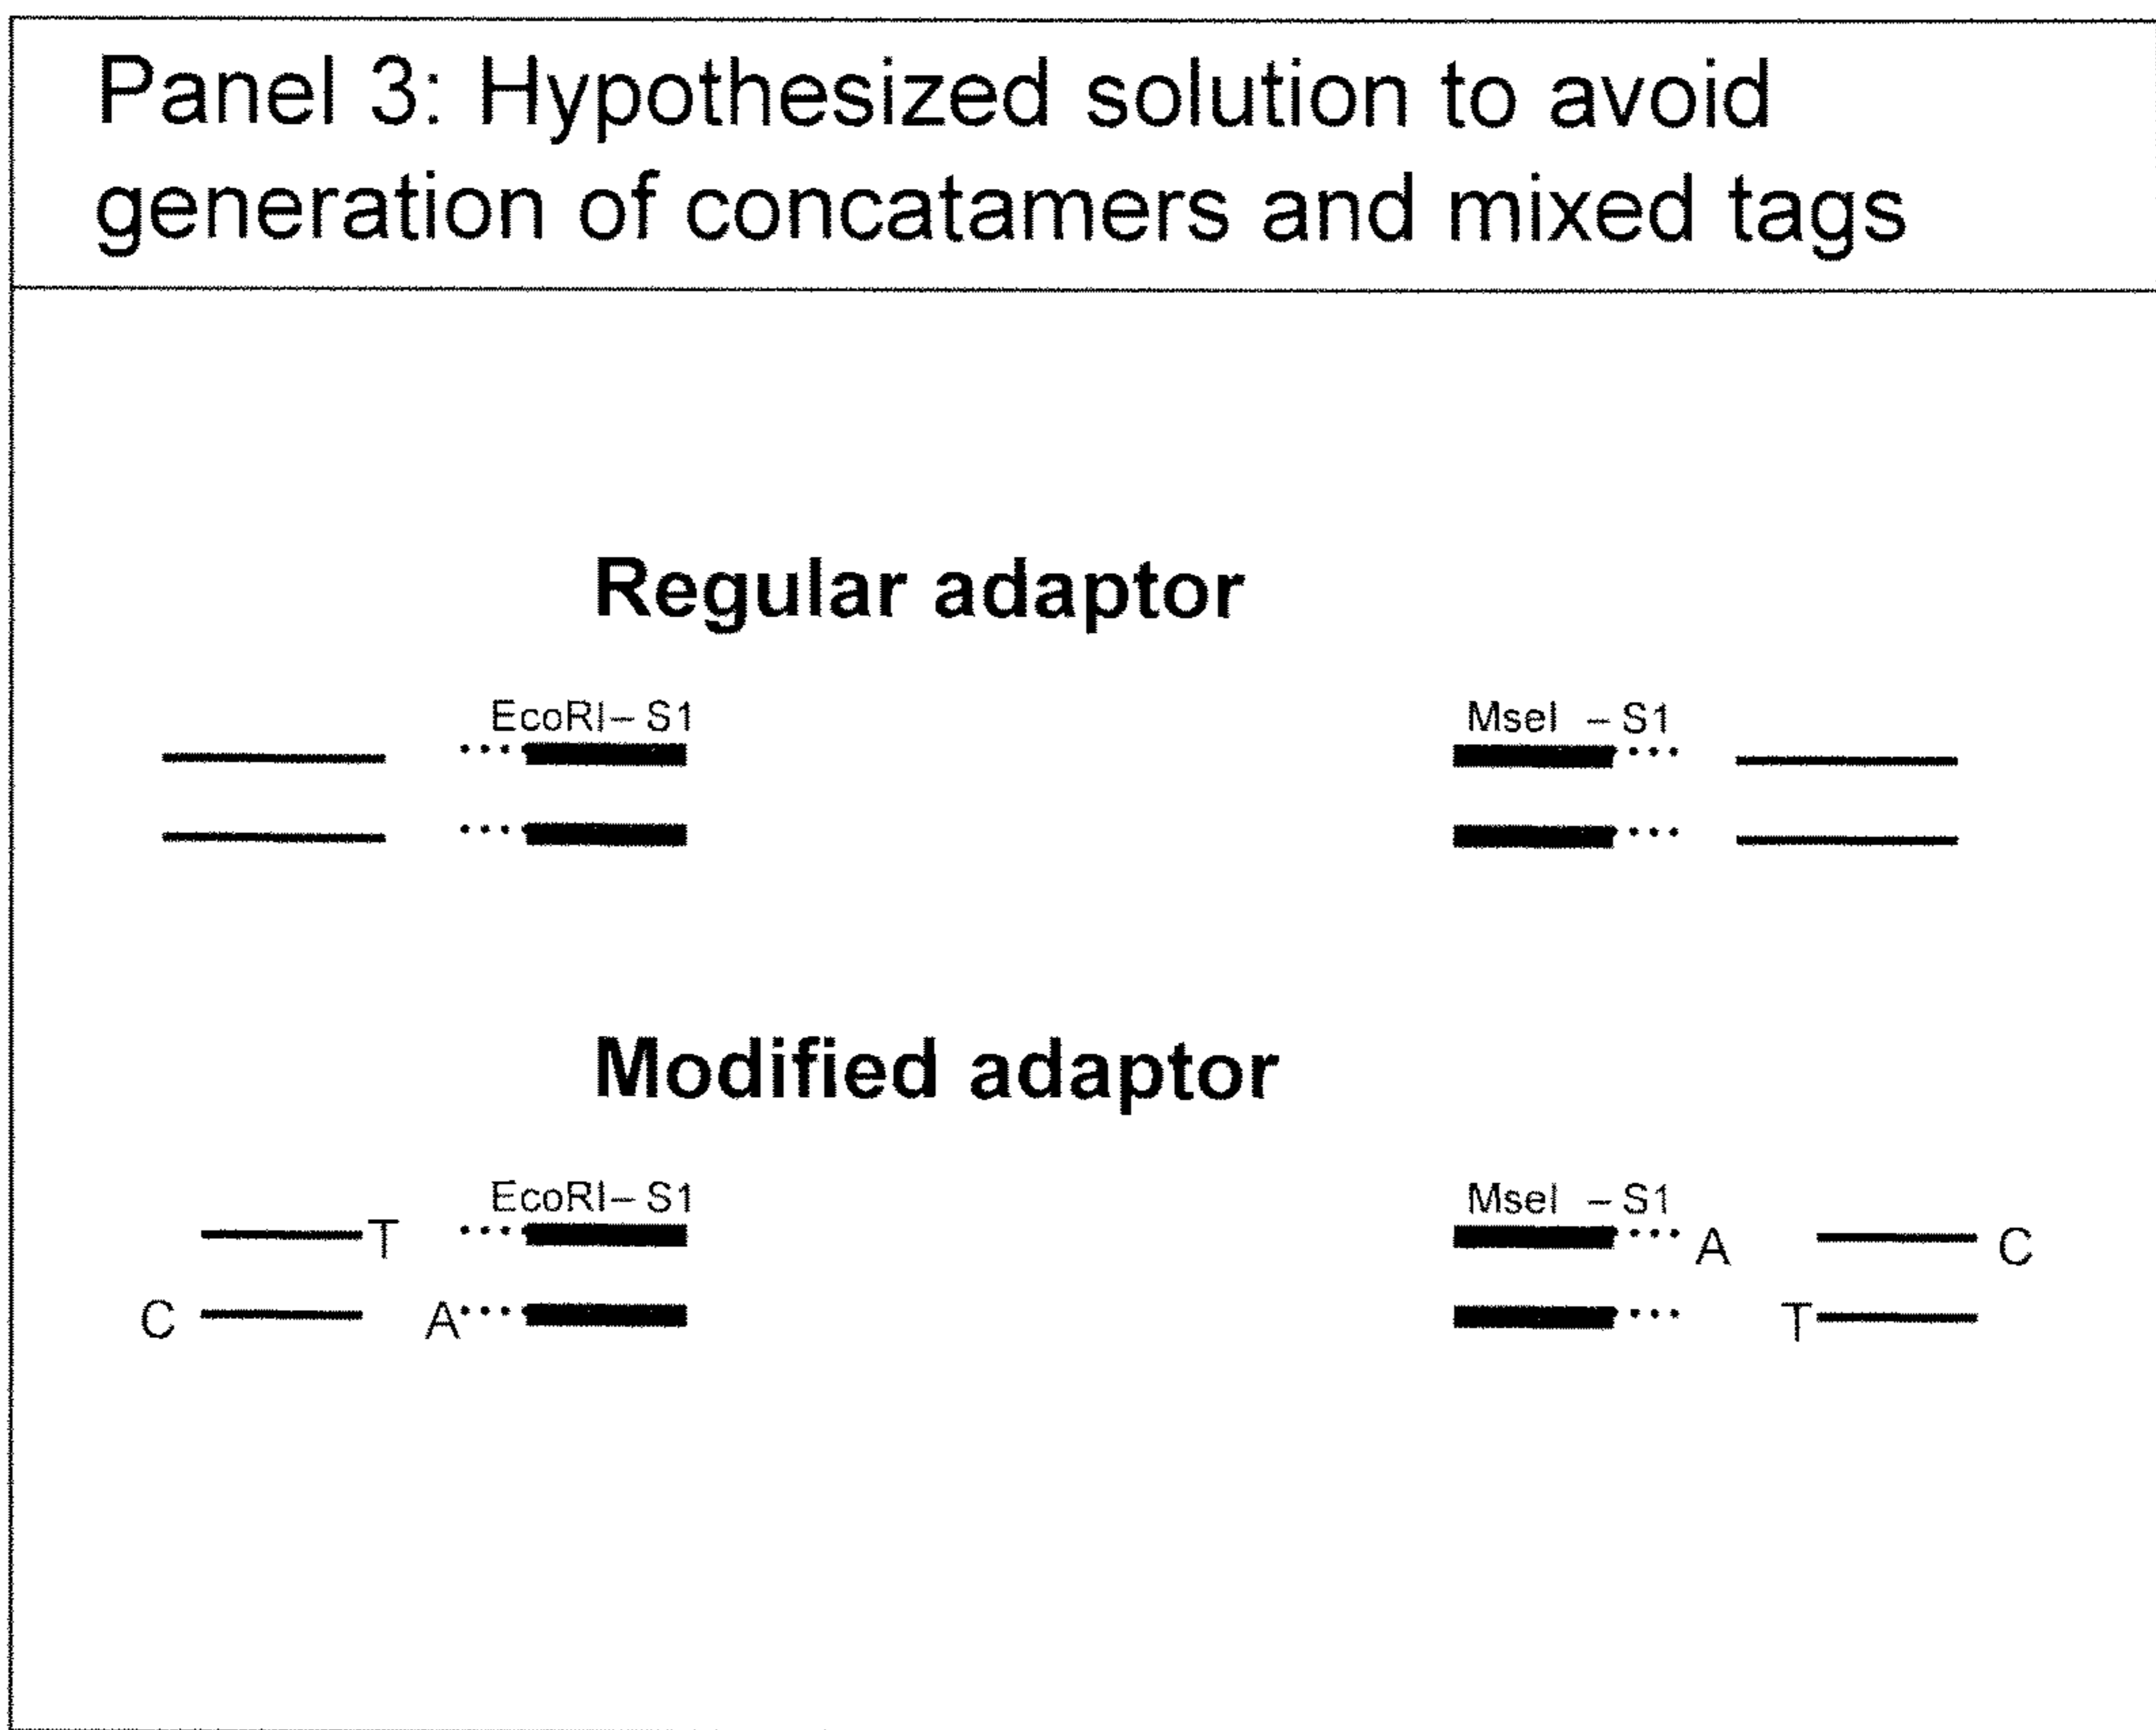 Panel 3: Hypothesized solution to avoid
generation of concatamers and mixed tags
Regular adaptor
EcoRI– S1 MseI – S1
Modified adaptor
EcoRI– S1 MseI – S1
T A C
C A T